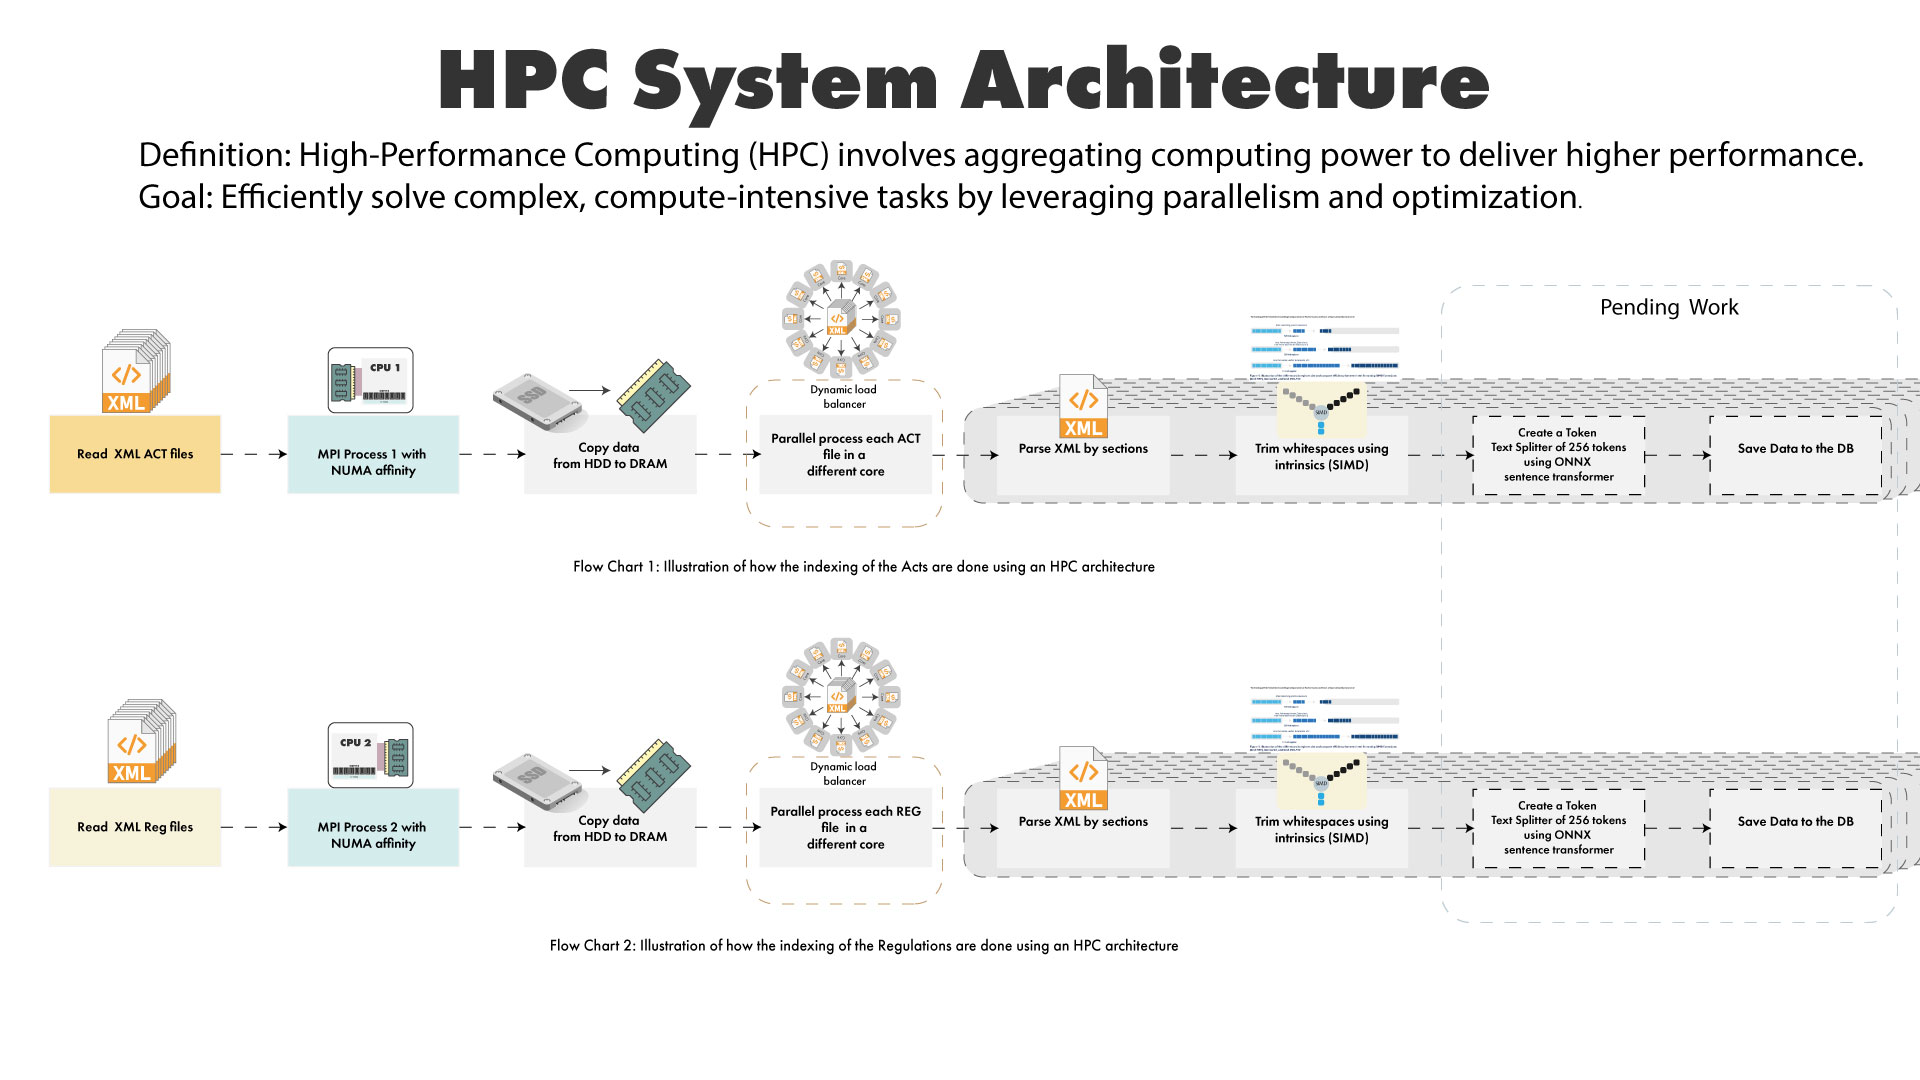 HPC System Architecture
Definition: High-Performance Computing (HPC) involves aggregating computing power to deliver higher performance.
Goal: Efficiently solve complex, compute-intensive tasks by leveraging parallelism and optimization.
Pending Work
XML
CPU 1
SSD
XML
Dynamic load
balancer
XML
SIMD
Read XML ACT files
MPI Process 1 with
NUMA affinity
Copy data
from HDD to DRAM
Parallel process each ACT
file in a
different core
Parse XML by sections
Trim whitespaces using
intrinsics (SIMD)
Create a Token
Text Splitter of 256 tokens
using ONNX
sentence transformer
Save Data to the DB
Flow Chart 1: Illustration of how the indexing of the Acts are done using an HPC architecture
XML
CPU 2
SSD
XML
Dynamic load
balancer
XML
SIMD
Read XML Reg files
MPI Process 2 with
NUMA affinity
Copy data
from HDD to DRAM
Parallel process each REG
file in a
different core
Parse XML by sections
Trim whitespaces using
intrinsics (SIMD)
Create a Token
Text Splitter of 256 tokens
using ONNX
sentence transformer
Save Data to the DB
Flow Chart 2: Illustration of how the indexing of the Regulations are done using an HPC architecture